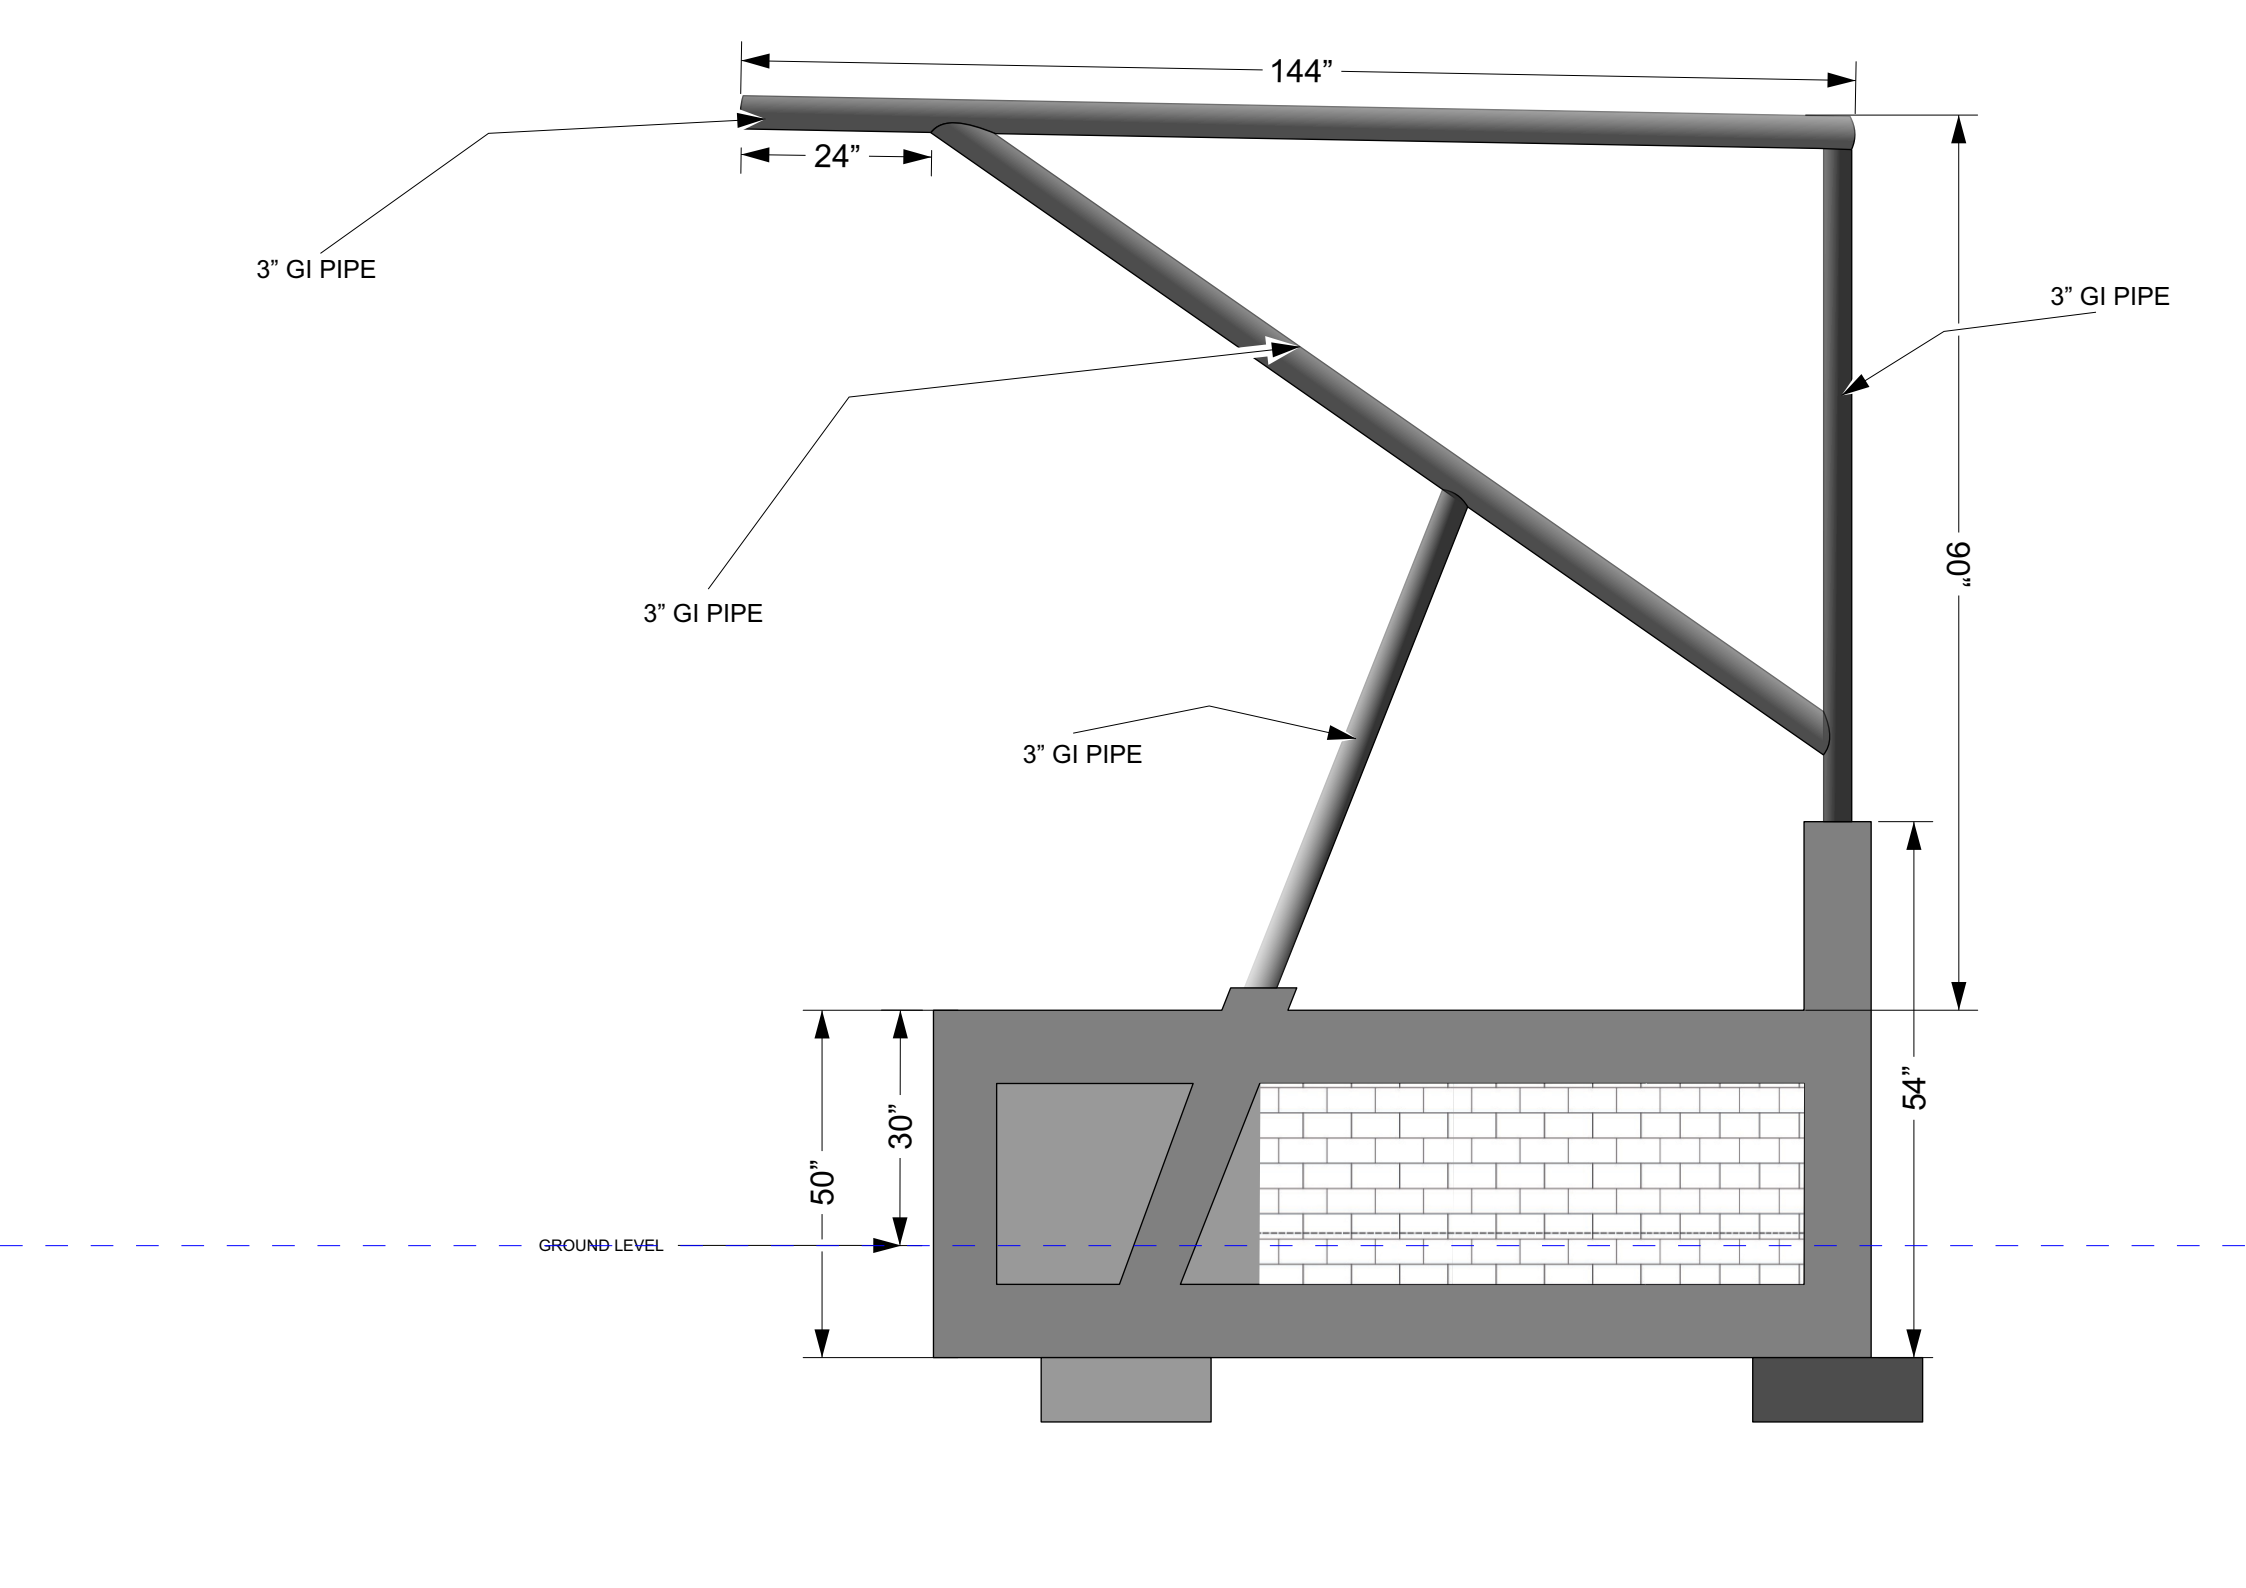 144”
24”
3” GI PIPE
3” GI PIPE
90”
3” GI PIPE
3” GI PIPE
54”
30”
50”
GROUND LEVEL